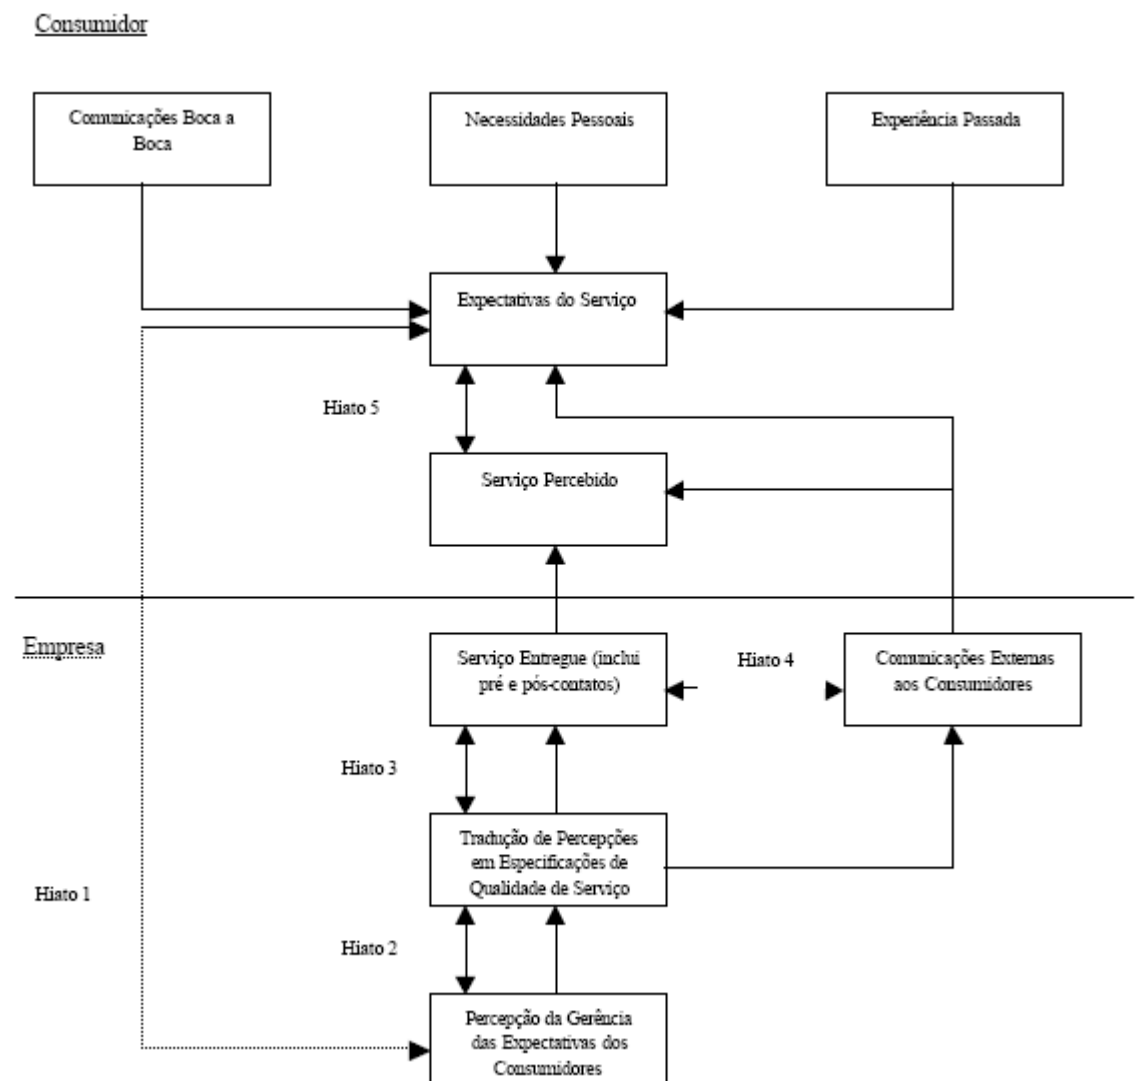 Consumidor
Comunicações Boca a
Boca
Necessidades Pessoais
Experiência Passada
Expectativas do Serviço
Hiato 5
Serviço Percebido
Empresa
Serviço Entregue (inclui
pré e pós-contatos)
Hiato 4
Comunicações Externas
aos Consumidores
Hiato 3
Tradução de Percepções
em Especificações de
Qualidade de Serviço
Hiato 1
Hiato 2
Percepção da Gerência
das Expectativas dos
Consumidores